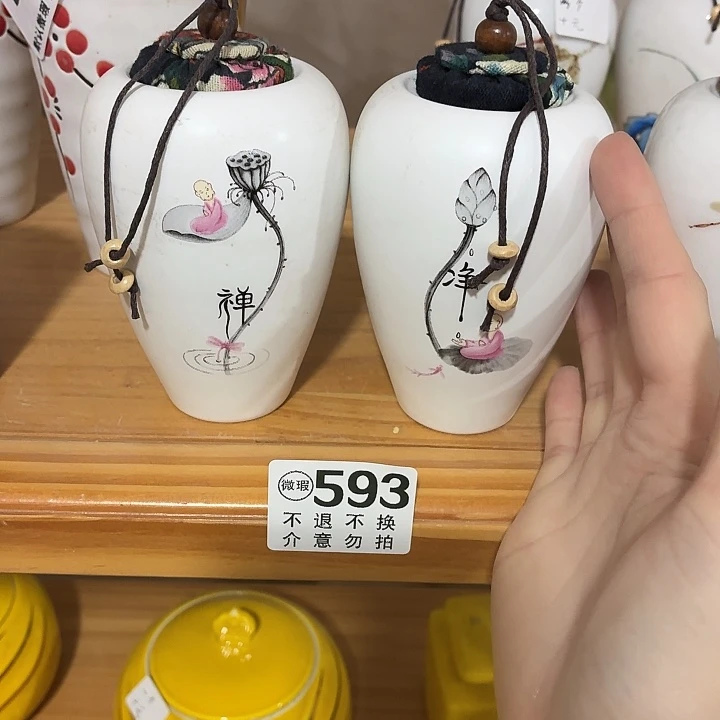 禅
净
微瑕 593
不退不换
介意勿拍